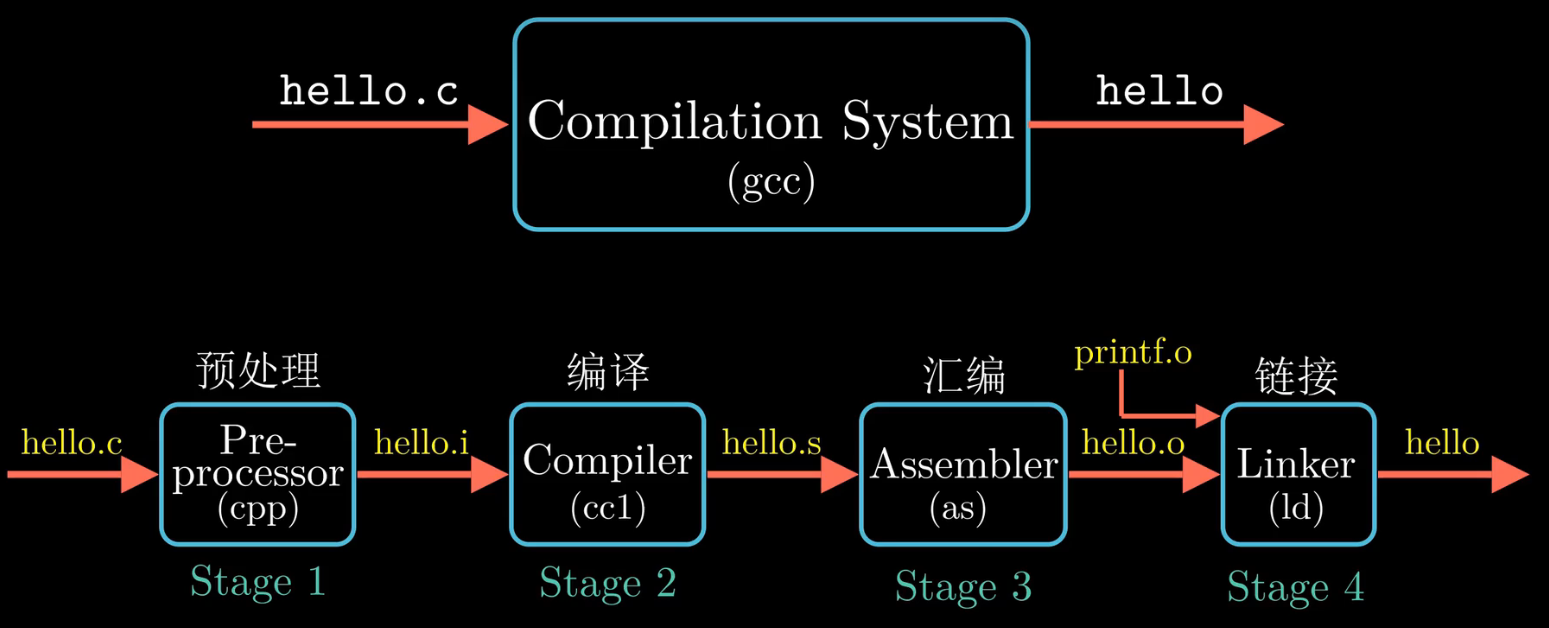 hello.c
Compilation System
(gcc)
hello
预处理
编译
汇编
printf.o
链接
hello.c
Pre-
processor
(cpp)
hello.i
Compiler
(cc1)
hello.s
Assembler
(as)
hello.o
Linker
(ld)
hello
Stage 1
Stage 2
Stage 3
Stage 4